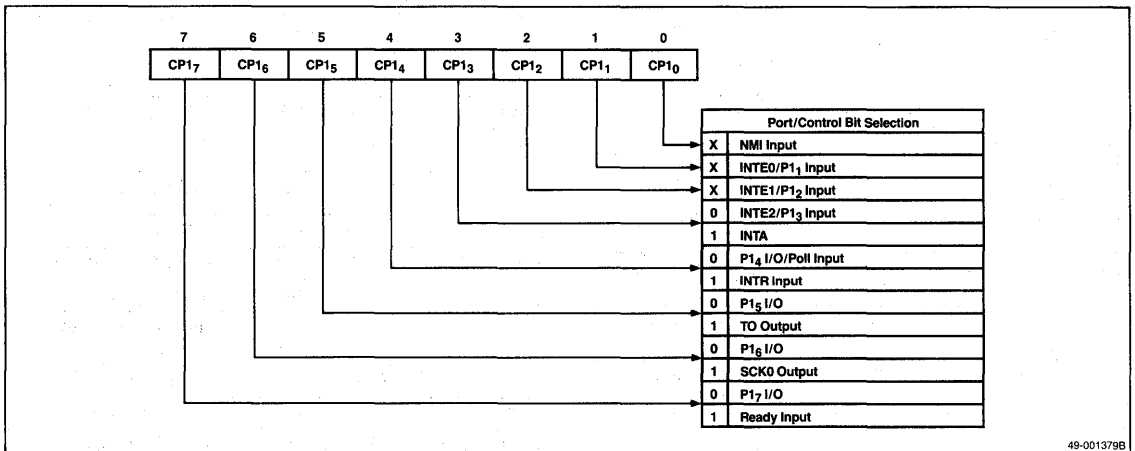 7 6 5 4 3 2 1 0
CP1₇ CP1₆ CP1₅ CP1₄ CP1₃ CP1₂ CP1₁ CP1₀
Port/Control Bit Selection
X NMI Input
X INTE0/P1₁ Input
X INTE1/P1₂ Input
0 INTE2/P1₃ Input
1 INTA
0 P1₄ I/O/Poll Input
1 INTR Input
0 P1₅ I/O
1 TO Output
0 P1₆ I/O
1 SCK0 Output
0 P1₇ I/O
1 Ready Input
49-001379B